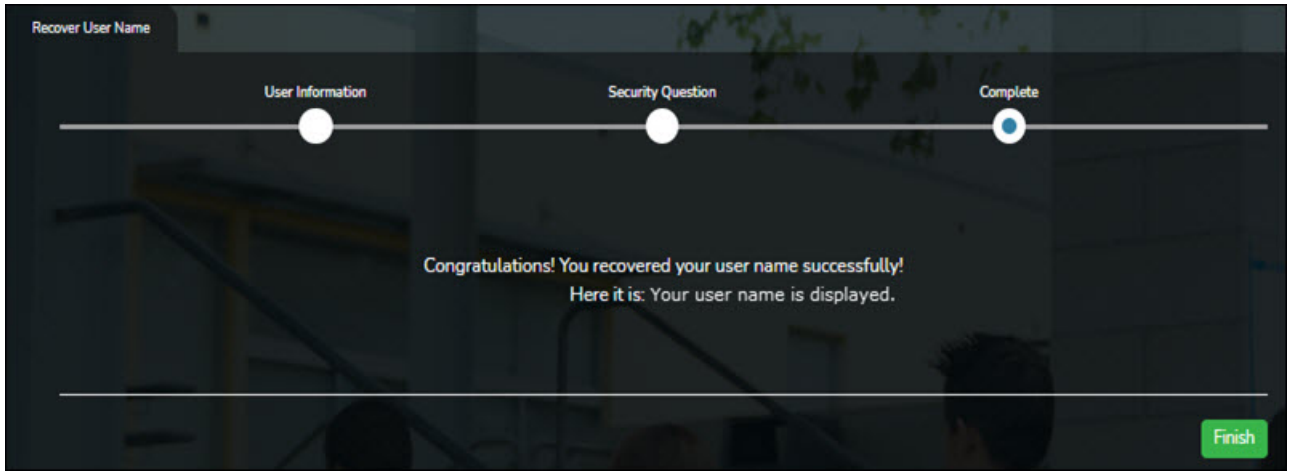 Recover User Name
User Information
Security Question
Complete
Congratulations! You recovered your user name successfully!
Here it is: Your user name is displayed.
Finish